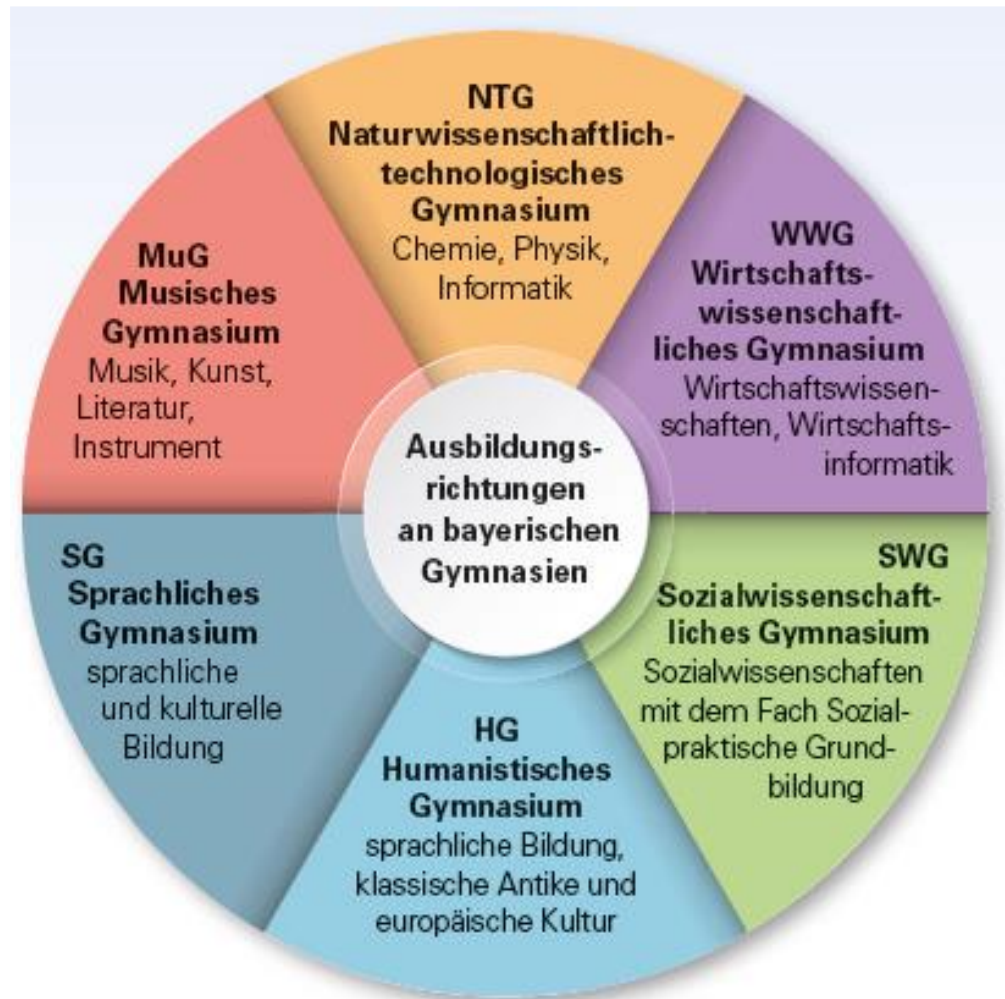 NTG
Naturwissenschaftlich-
technologisches
Gymnasium
Chemie, Physik,
Informatik
WWG
Wirtschafts-
wissenschaft-
liches Gymnasium
Wirtschaftswissen-
schaften, Wirtschafts-
informatik
SWG
Sozialwissenschaft-
liches Gymnasium
Sozialwissenschaften
mit dem Fach Sozial-
praktische Grund-
bildung
HG
Humanistisches
Gymnasium
sprachliche Bildung,
klassische Antike und
europäische Kultur
SG
Sprachliches
Gymnasium
sprachliche
und kulturelle
Bildung
MuG
Musisches
Gymnasium
Musik, Kunst,
Literatur,
Instrument
Ausbildungs-
richtungen
an bayerischen
Gymnasien